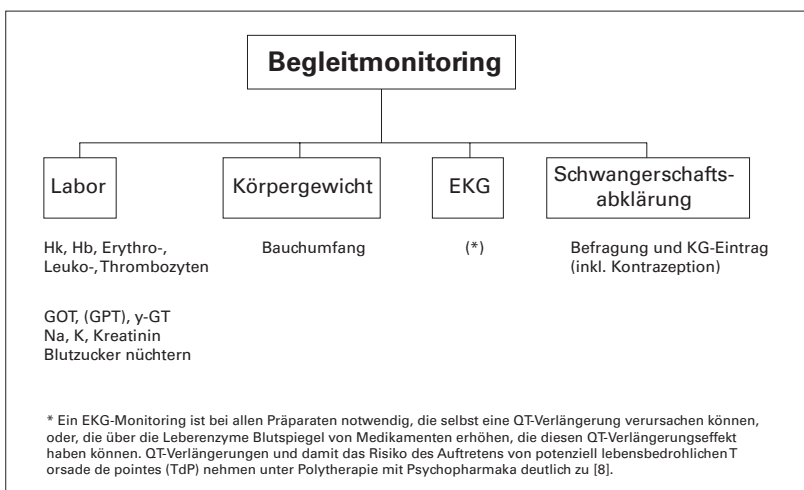 Begleitmonitoring
Labor
Körpergewicht
EKG
Schwangerschafts-
abklärung
Hk, Hb, Erythro-,
Leuko-, Thrombozyten
Bauchumfang
(*)
Befragung und KG-Eintrag
(inkl. Kontrazeption)
GOT, (GPT), y-GT
Na, K, Kreatinin
Blutzucker nüchtern
* Ein EKG-Monitoring ist bei allen Präparaten notwendig, die selbst eine QT-Verlängerung verursachen können,
oder, die über die Leberenzyme Blutspiegel von Medikamenten erhöhen, die diesen QT-Verlängerungseffekt
haben können. QT-Verlängerungen und damit das Risiko des Auftretens von potenziell lebensbedrohlichen T
orsade de pointes (TdP) nehmen unter Polytherapie mit Psychopharmaka deutlich zu [8].